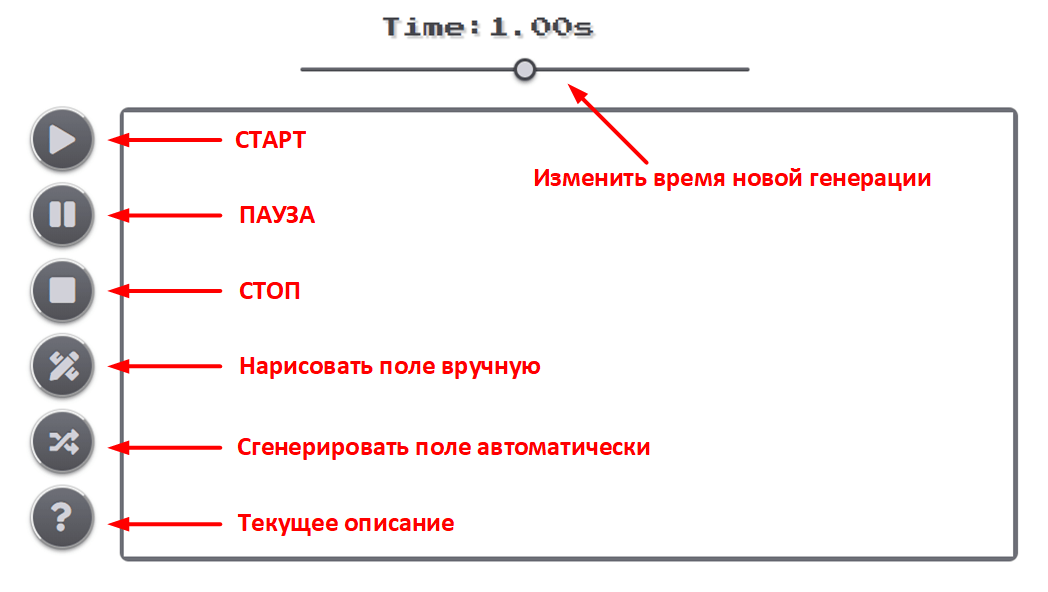 Time:1.00s
СТАРТ
Изменить время новой генерации
ПАУЗА
СТОП
Нарисовать поле вручную
Сгенерировать поле автоматически
?
Текущее описание